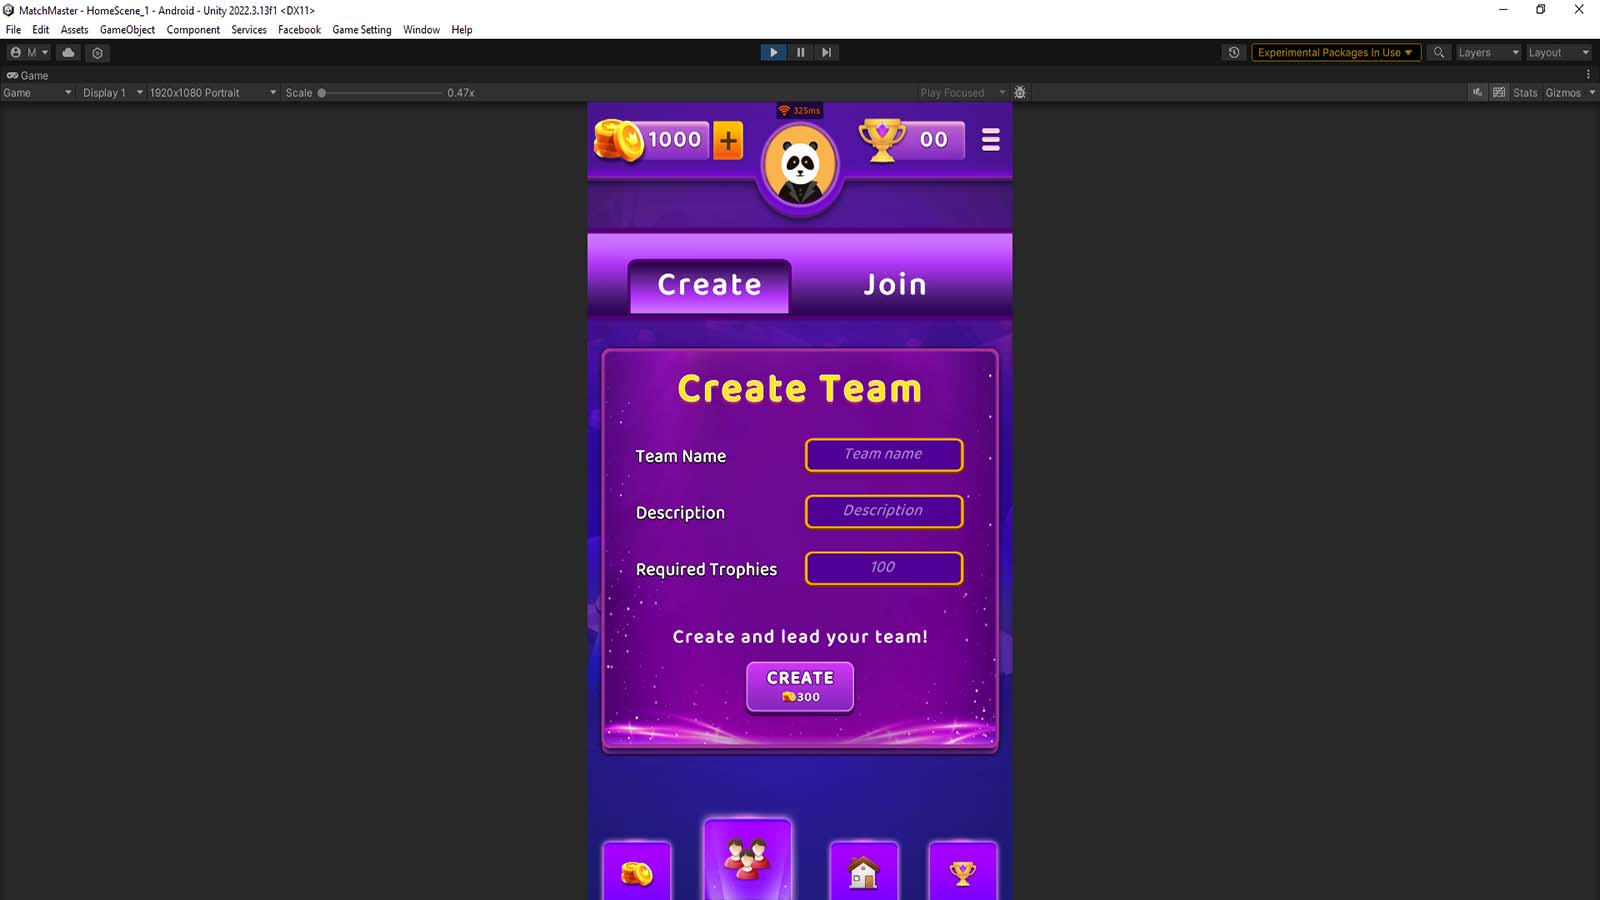 MatchMaster - HomeScene_1 - Android - Unity 2022.3.13f1 <DX11>
File Edit Assets GameObject Component Services Facebook Game Setting Window Help
M Experimental Packages In Use Layers Layout
Game
Game Display 1 1920x1080 Portrait Scale 0.47x Play Focused Stats Gizmos
325ms
1000 + 00
Create Join
Create Team
Team Name Team name
Description Description
Required Trophies 100
Create and lead your team!
CREATE
300